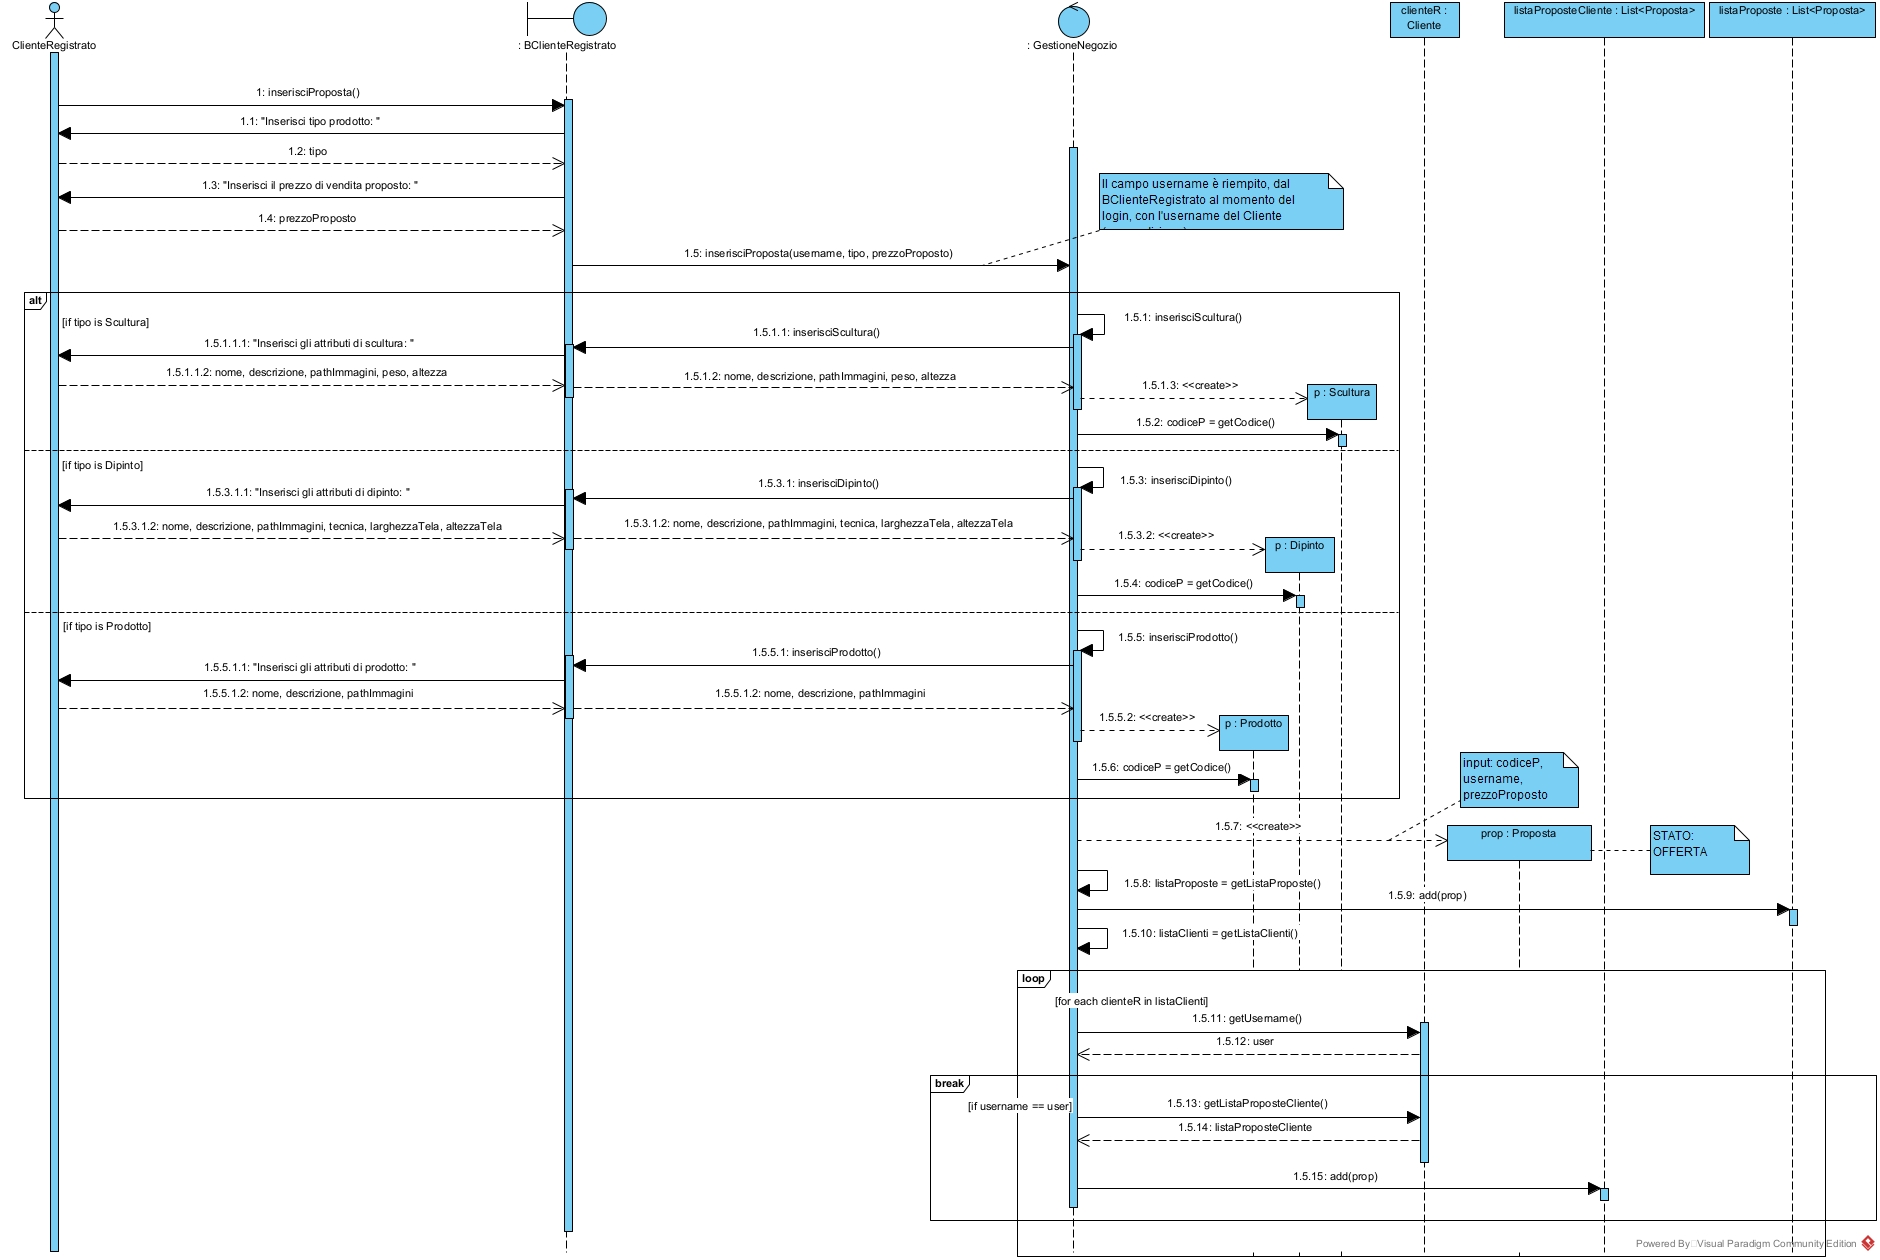 clienteR :
Cliente
listaProposteCliente : List<Proposta>
listaProposte : List<Proposta>
ClienteRegistrato
: BClienteRegistrato
: GestioneNegozio
1: inserisciProposta()
1.1: "Inserisci tipo prodotto: "
1.2: tipo
1.3: "Inserisci il prezzo di vendita proposto: "
1.4: prezzoProposto
Il campo username è riempito, dal
BClienteRegistrato al momento del
login, con l'username del Cliente
1.5: inserisciProposta(username, tipo, prezzoProposto)
alt
[if tipo is Scultura]
1.5.1: inserisciScultura()
1.5.1.1: inserisciScultura()
1.5.1.1.1: "Inserisci gli attributi di scultura: "
1.5.1.1.2: nome, descrizione, pathImmagini, peso, altezza
1.5.1.2: nome, descrizione, pathImmagini, peso, altezza
1.5.1.3: <<create>>
p : Scultura
1.5.2: codiceP = getCodice()
[if tipo is Dipinto]
1.5.3: inserisciDipinto()
1.5.3.1: inserisciDipinto()
1.5.3.1.1: "Inserisci gli attributi di dipinto: "
1.5.3.1.2: nome, descrizione, pathImmagini, tecnica, larghezzaTela, altezzaTela
1.5.3.1.2: nome, descrizione, pathImmagini, tecnica, larghezzaTela, altezzaTela
1.5.3.2: <<create>>
p : Dipinto
1.5.4: codiceP = getCodice()
[if tipo is Prodotto]
1.5.5: inserisciProdotto()
1.5.5.1: inserisciProdotto()
1.5.5.1.1: "Inserisci gli attributi di prodotto: "
1.5.5.1.2: nome, descrizione, pathImmagini
1.5.5.1.2: nome, descrizione, pathImmagini
1.5.5.2: <<create>>
p : Prodotto
1.5.6: codiceP = getCodice()
input: codiceP,
username,
prezzoProposto
1.5.7: <<create>>
prop : Proposta
STATO:
OFFERTA
1.5.8: listaProposte = getListaProposte()
1.5.9: add(prop)
1.5.10: listaClienti = getListaClienti()
loop
[for each clienteR in listaClienti]
1.5.11: getUsername()
1.5.12: user
break
[if username == user]
1.5.13: getListaProposteCliente()
1.5.14: listaProposteCliente
1.5.15: add(prop)
Powered By Visual Paradigm Community Edition